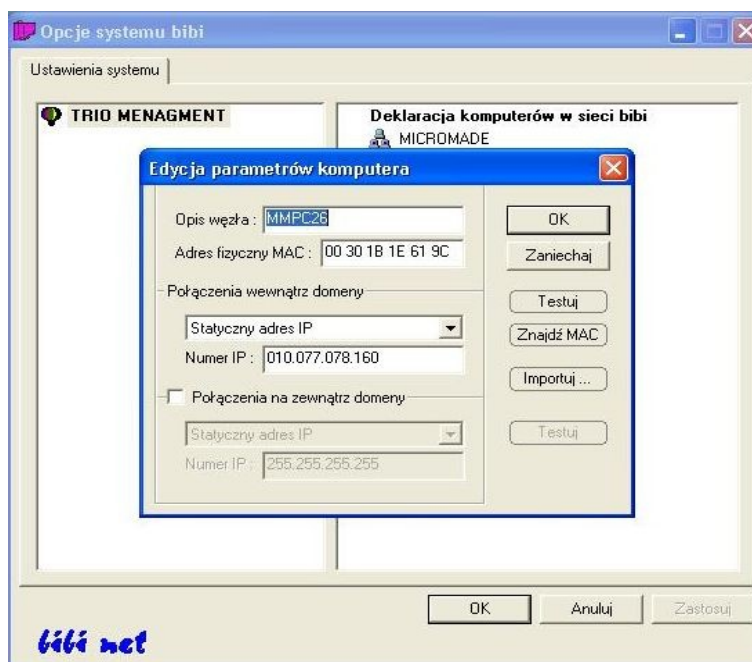 Opcje systemu bibi
Ustawienia systemu
TRIO MENAGMENT
Deklaracja komputerów w sieci bibi
MICROMADE
Edycja parametrów komputera
Opis węzła : MMPC26
OK
Adres fizyczny MAC : 00 30 1B 1E 61 9C
Zaniechaj
Połączenia wewnątrz domeny
Testuj
Statyczny adres IP
Znajdź MAC
Numer IP : 010.077.078.160
Importuj ...
Połączenia na zewnątrz domeny
Statyczny adres IP
Testuj
Numer IP : 255.255.255.255
OK
Anuluj
Zastosuj
bibi net